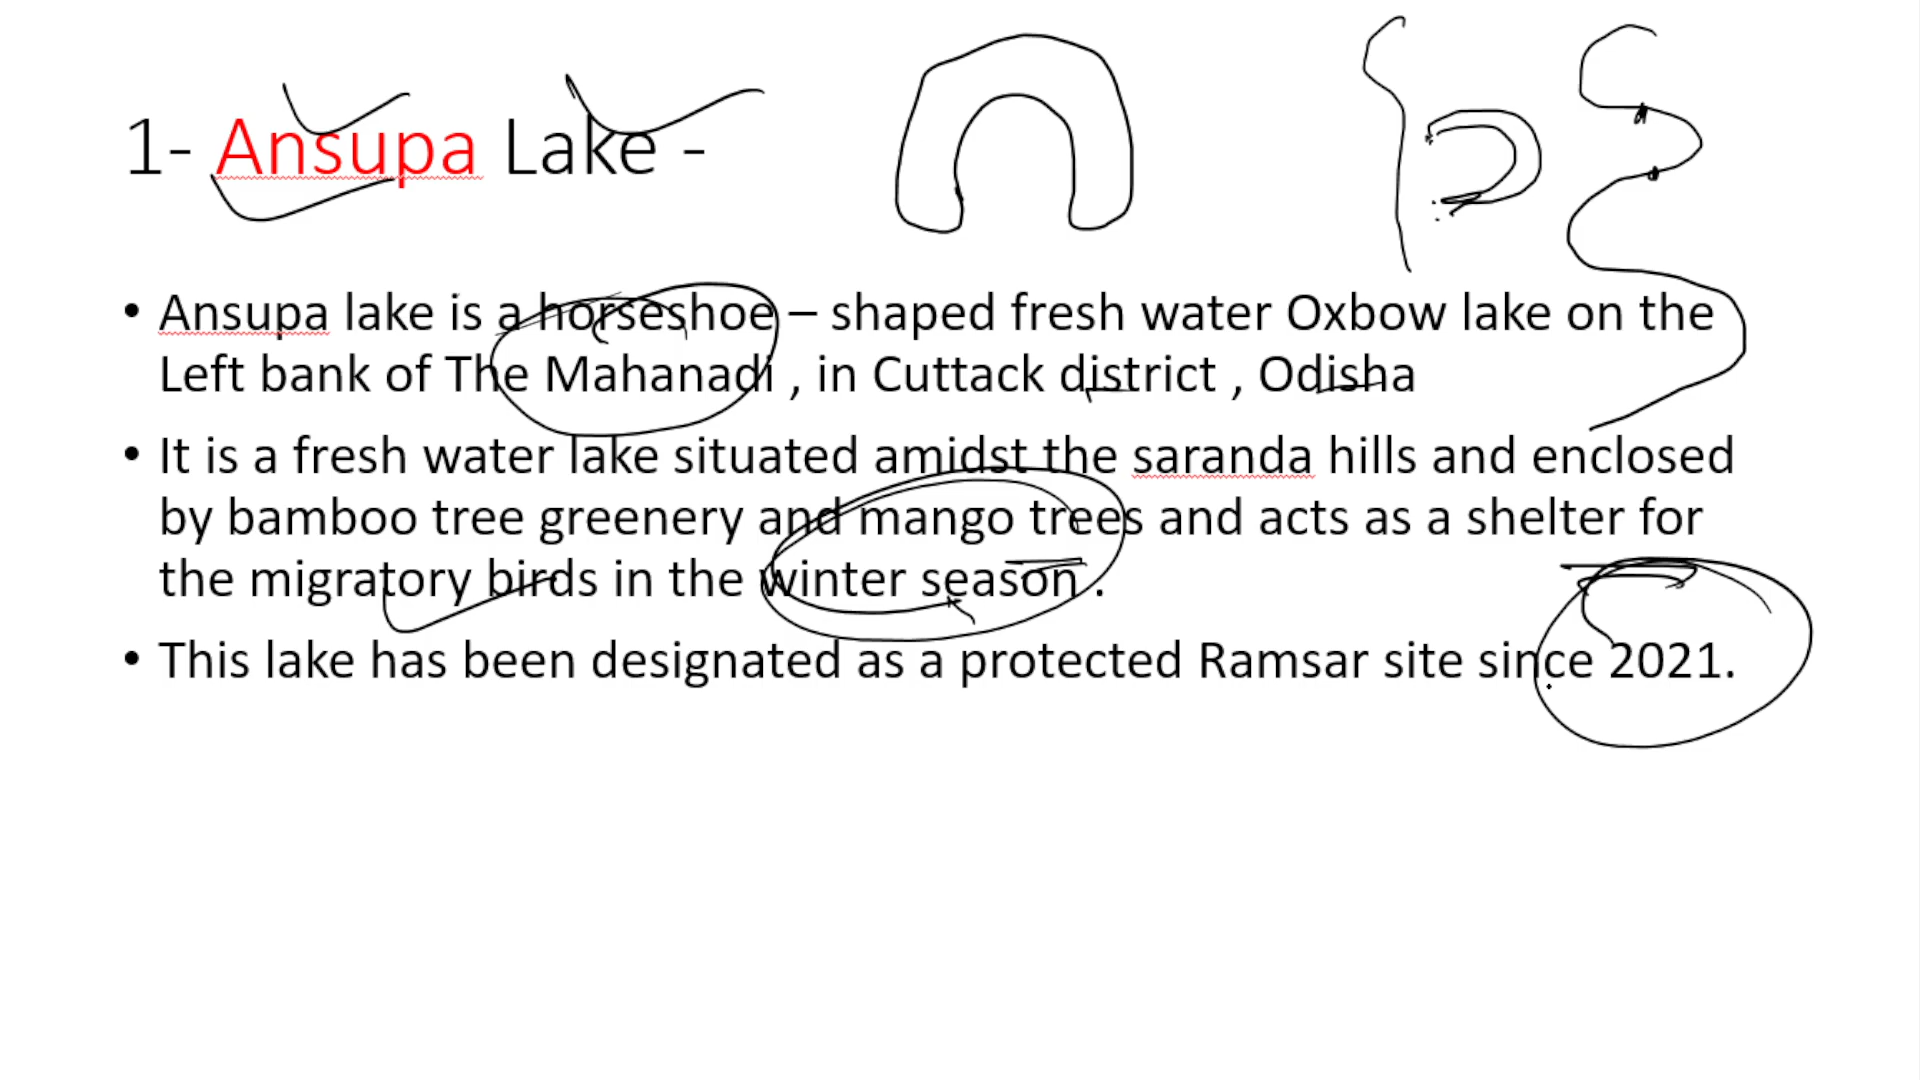 1- Ansupa Lake -
• Ansupa lake is a horseshoe – shaped fresh water Oxbow lake on the
Left bank of The Mahanadi , in Cuttack district , Odisha
• It is a fresh water lake situated amidst the saranda hills and enclosed
by bamboo tree greenery and mango trees and acts as a shelter for
the migratory birds in the winter season .
• This lake has been designated as a protected Ramsar site since 2021.